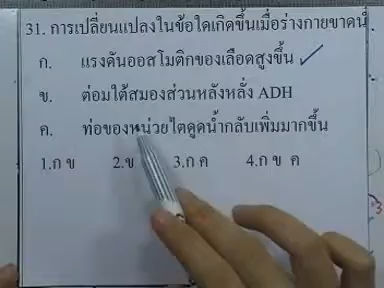 31. การเปลี่ยนแปลงในข้อใดเกิดขึ้นเมื่อร่างกายขาดน้ำ
ก. แรงดันออสโมติกของเลือดสูงขึ้น
ข. ต่อมใต้สมองส่วนหลังหลั่ง ADH
ค. ท่อของหน่วยไตดูดน้ำกลับเพิ่มมากขึ้น
1.ก ข 2.ข 3.ก ค 4.ก ข ค